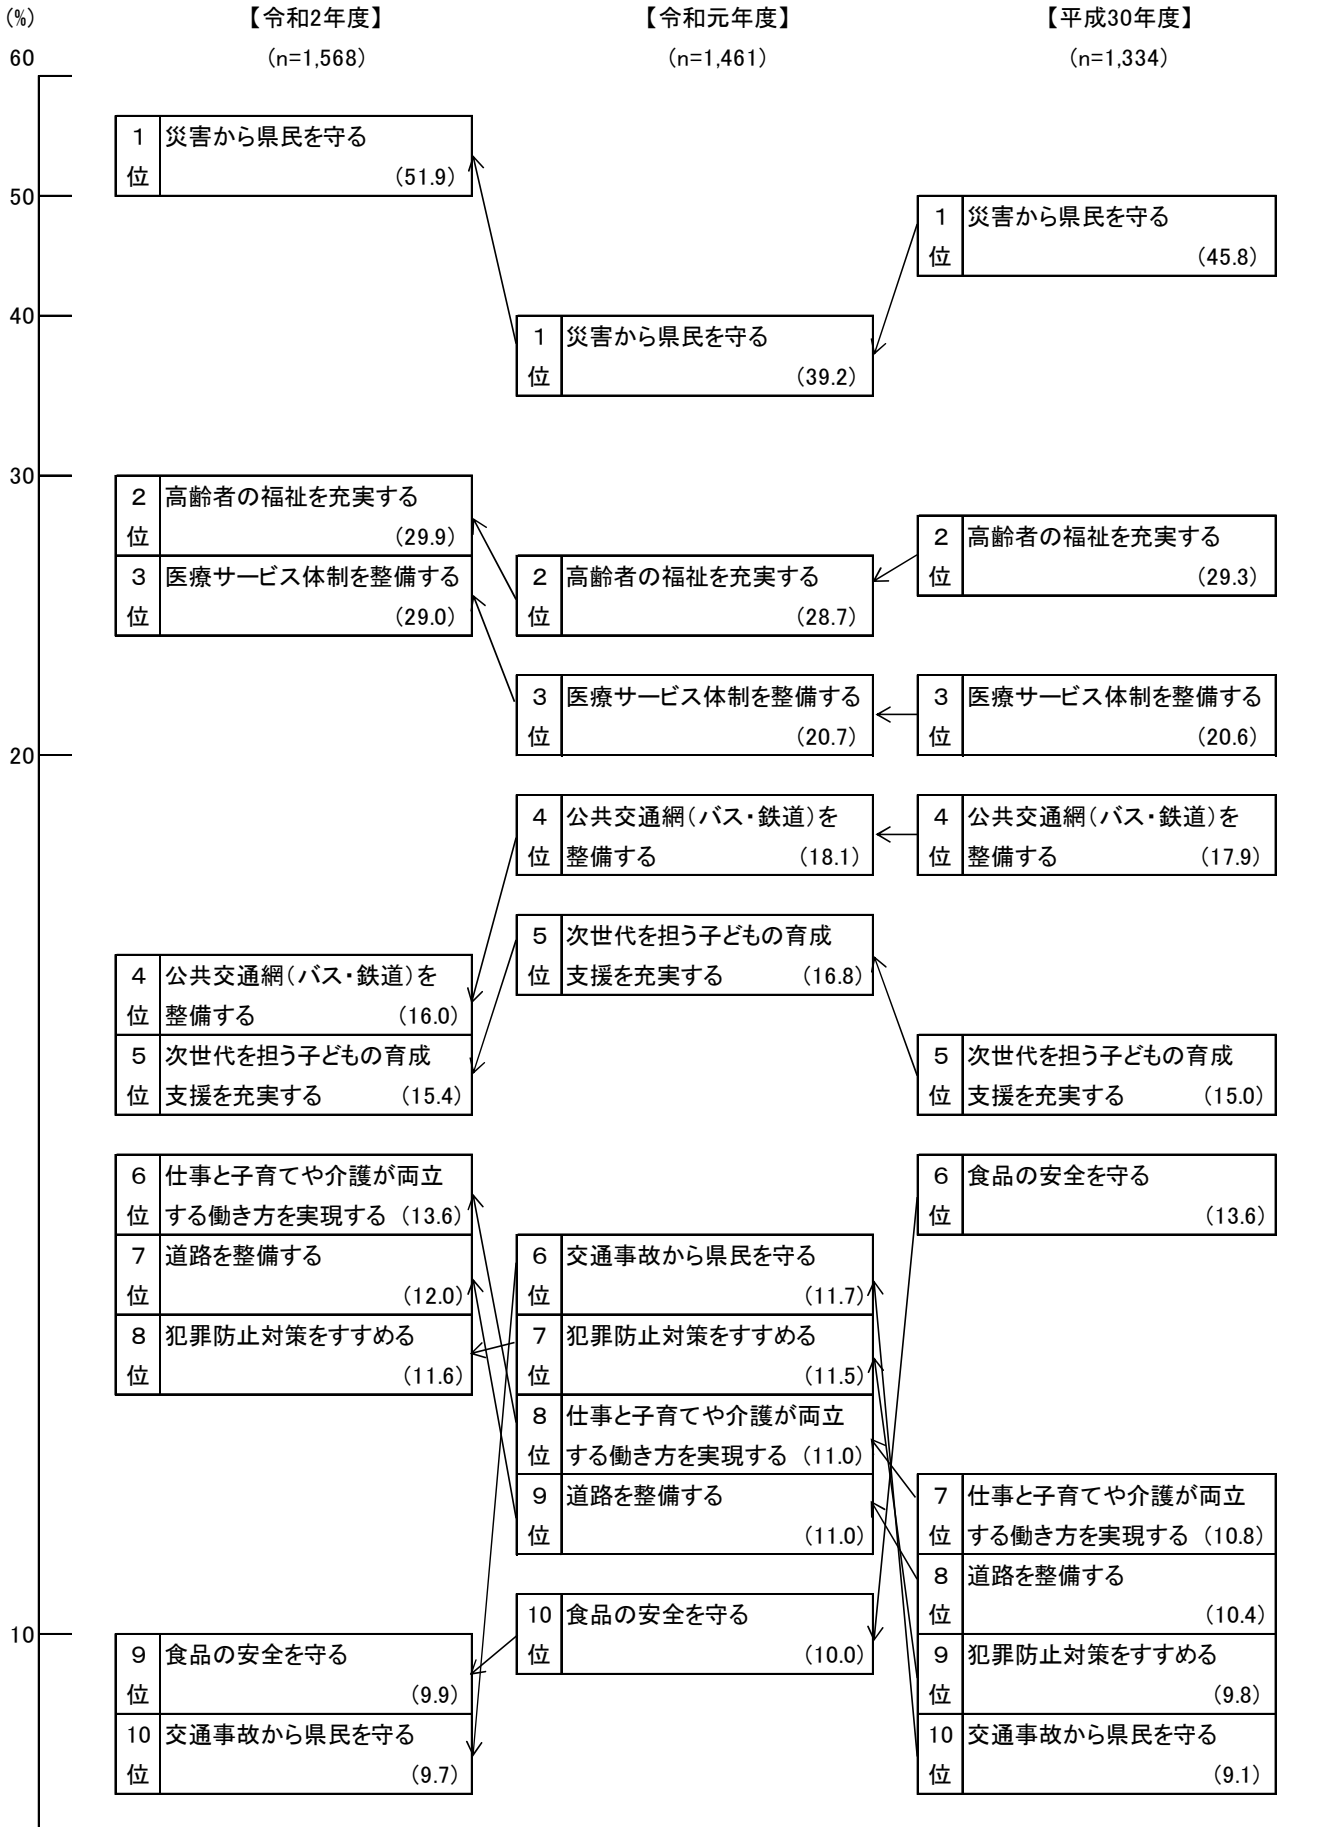 (%)
【令和2年度】
【令和元年度】
【平成30年度】
60
(n=1,568)
(n=1,461)
(n=1,334)
50
40
30
20
10
1位
災害から県民を守る
(51.9)
2位
高齢者の福祉を充実する
(29.9)
3位
医療サービス体制を整備する
(29.0)
4位
公共交通網(バス・鉄道)を
整備する (16.0)
5位
次世代を担う子どもの育成
支援を充実する (15.4)
6位
仕事と子育てや介護が両立
する働き方を実現する (13.6)
7位
道路を整備する
(12.0)
8位
犯罪防止対策をすすめる
(11.6)
9位
食品の安全を守る
(9.9)
10位
交通事故から県民を守る
(9.7)
1位
災害から県民を守る
(39.2)
2位
高齢者の福祉を充実する
(28.7)
3位
医療サービス体制を整備する
(20.7)
4位
公共交通網(バス・鉄道)を
整備する (18.1)
5位
次世代を担う子どもの育成
支援を充実する (16.8)
6位
交通事故から県民を守る
(11.7)
7位
犯罪防止対策をすすめる
(11.5)
8位
仕事と子育てや介護が両立
する働き方を実現する (11.0)
9位
道路を整備する
(11.0)
10位
食品の安全を守る
(10.0)
1位
災害から県民を守る
(45.8)
2位
高齢者の福祉を充実する
(29.3)
3位
医療サービス体制を整備する
(20.6)
4位
公共交通網(バス・鉄道)を
整備する (17.9)
5位
次世代を担う子どもの育成
支援を充実する (15.0)
6位
食品の安全を守る
(13.6)
7位
仕事と子育てや介護が両立
する働き方を実現する (10.8)
8位
道路を整備する
(10.4)
9位
犯罪防止対策をすすめる
(9.8)
10位
交通事故から県民を守る
(9.1)